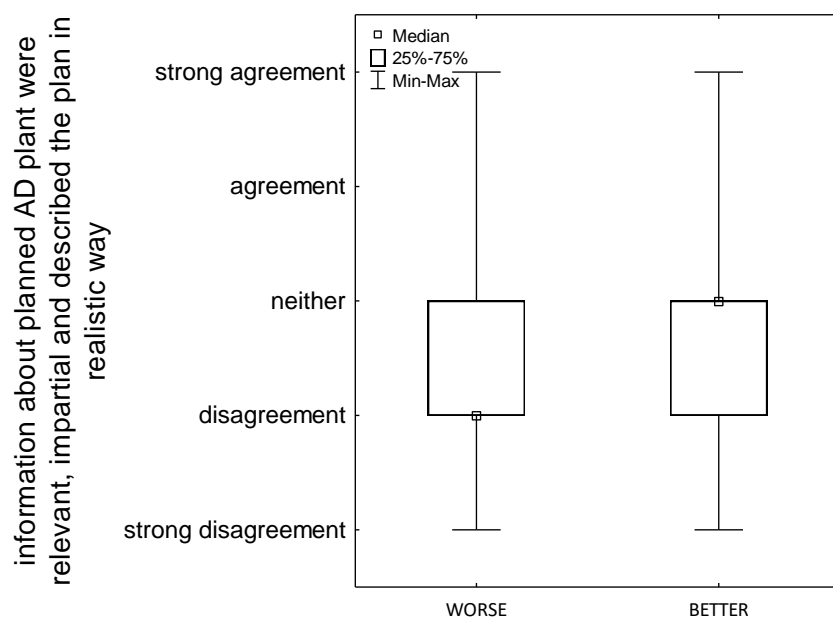 information about planned AD plant were
relevant, impartial and described the plan in
realistic way
Median
25%-75%
Min-Max
strong agreement
agreement
neither
disagreement
strong disagreement
WORSE
BETTER